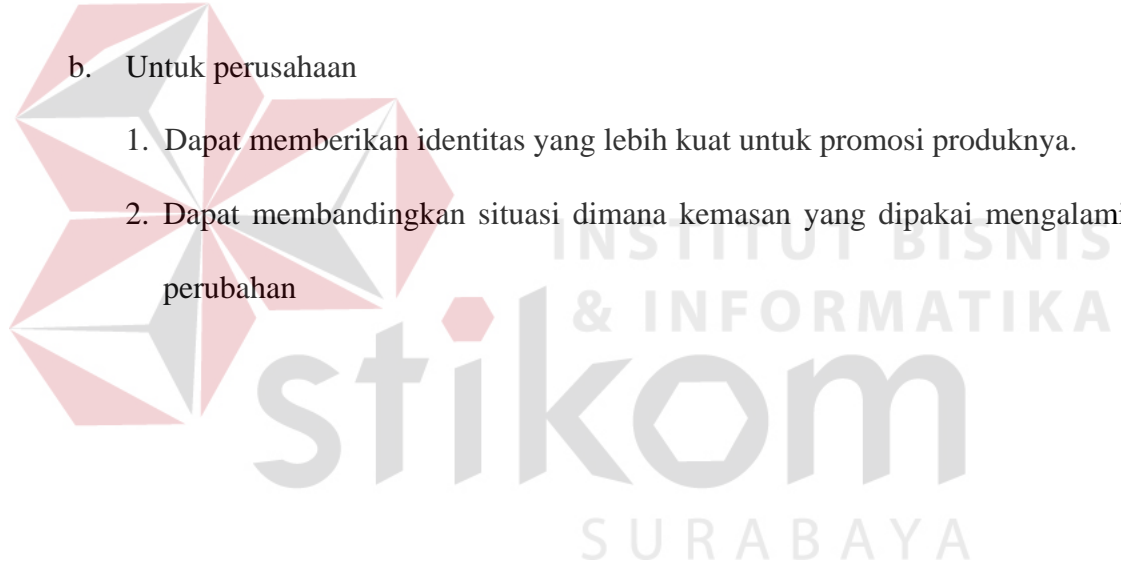 b. Untuk perusahaan
1. Dapat memberikan identitas yang lebih kuat untuk promosi produknya.
2. Dapat membandingkan situasi dimana kemasan yang dipakai mengalami
perubahan
INSTITUT BISNIS
& INFORMATIKA
stikom
SURABAYA